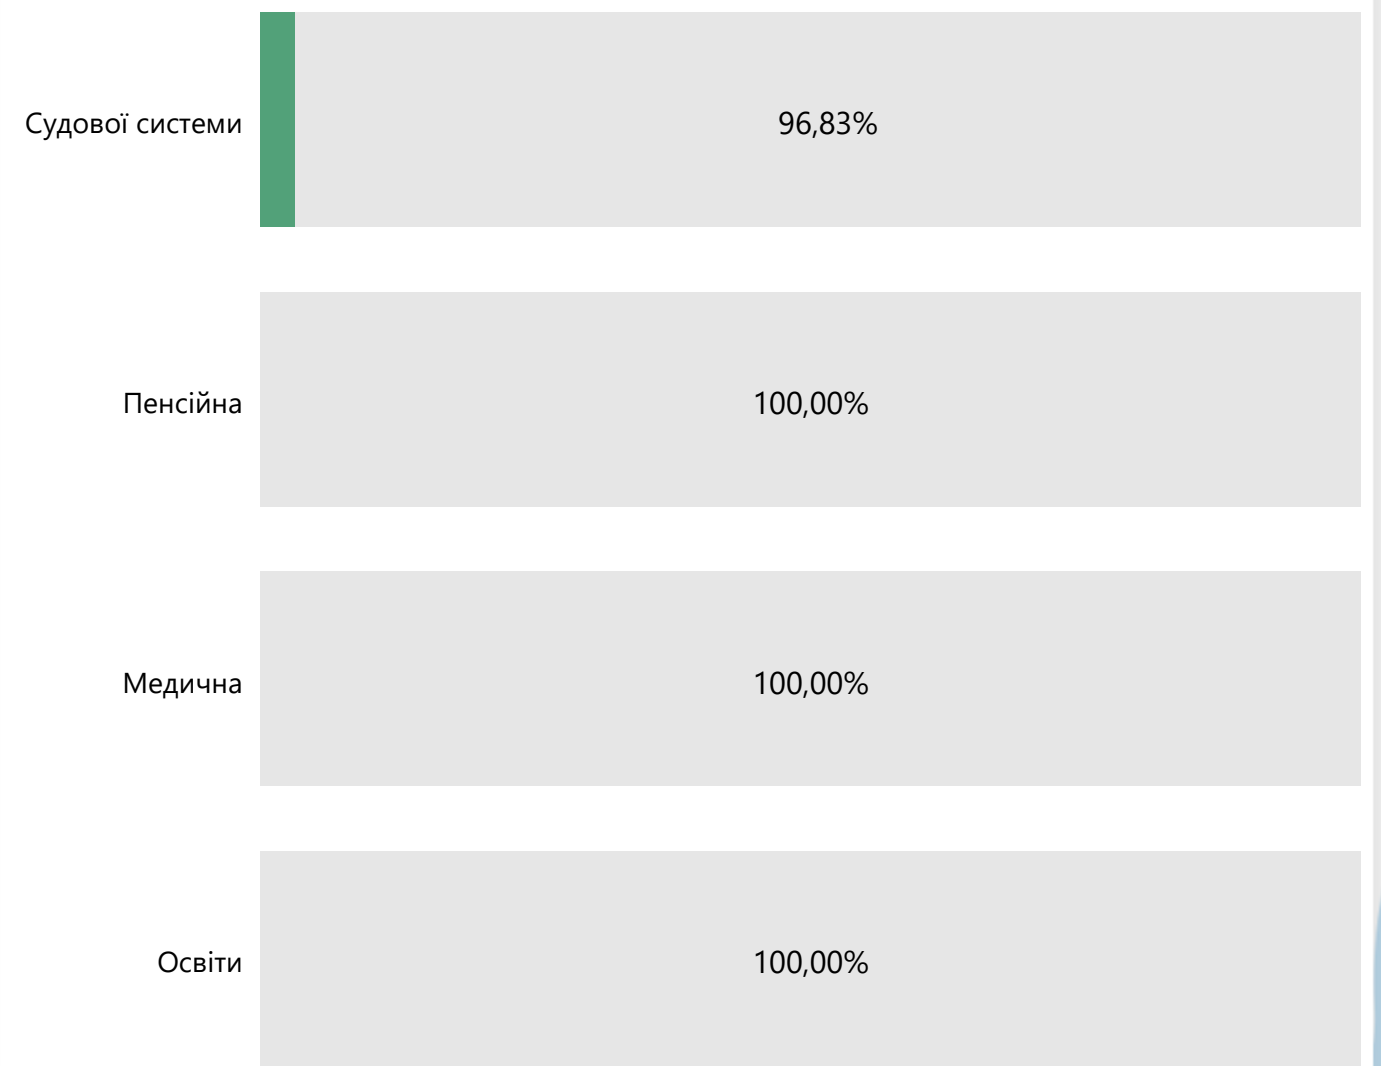 Судової системи
96,83%
Пенсійна
100,00%
Медична
100,00%
Освіти
100,00%